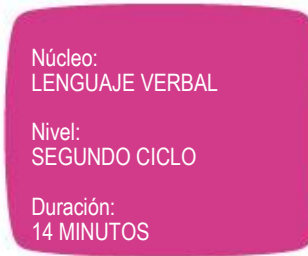 Núcleo:
LENGUAJE VERBAL
Nivel:
SEGUNDO CICLO
Duración:
14 MINUTOS